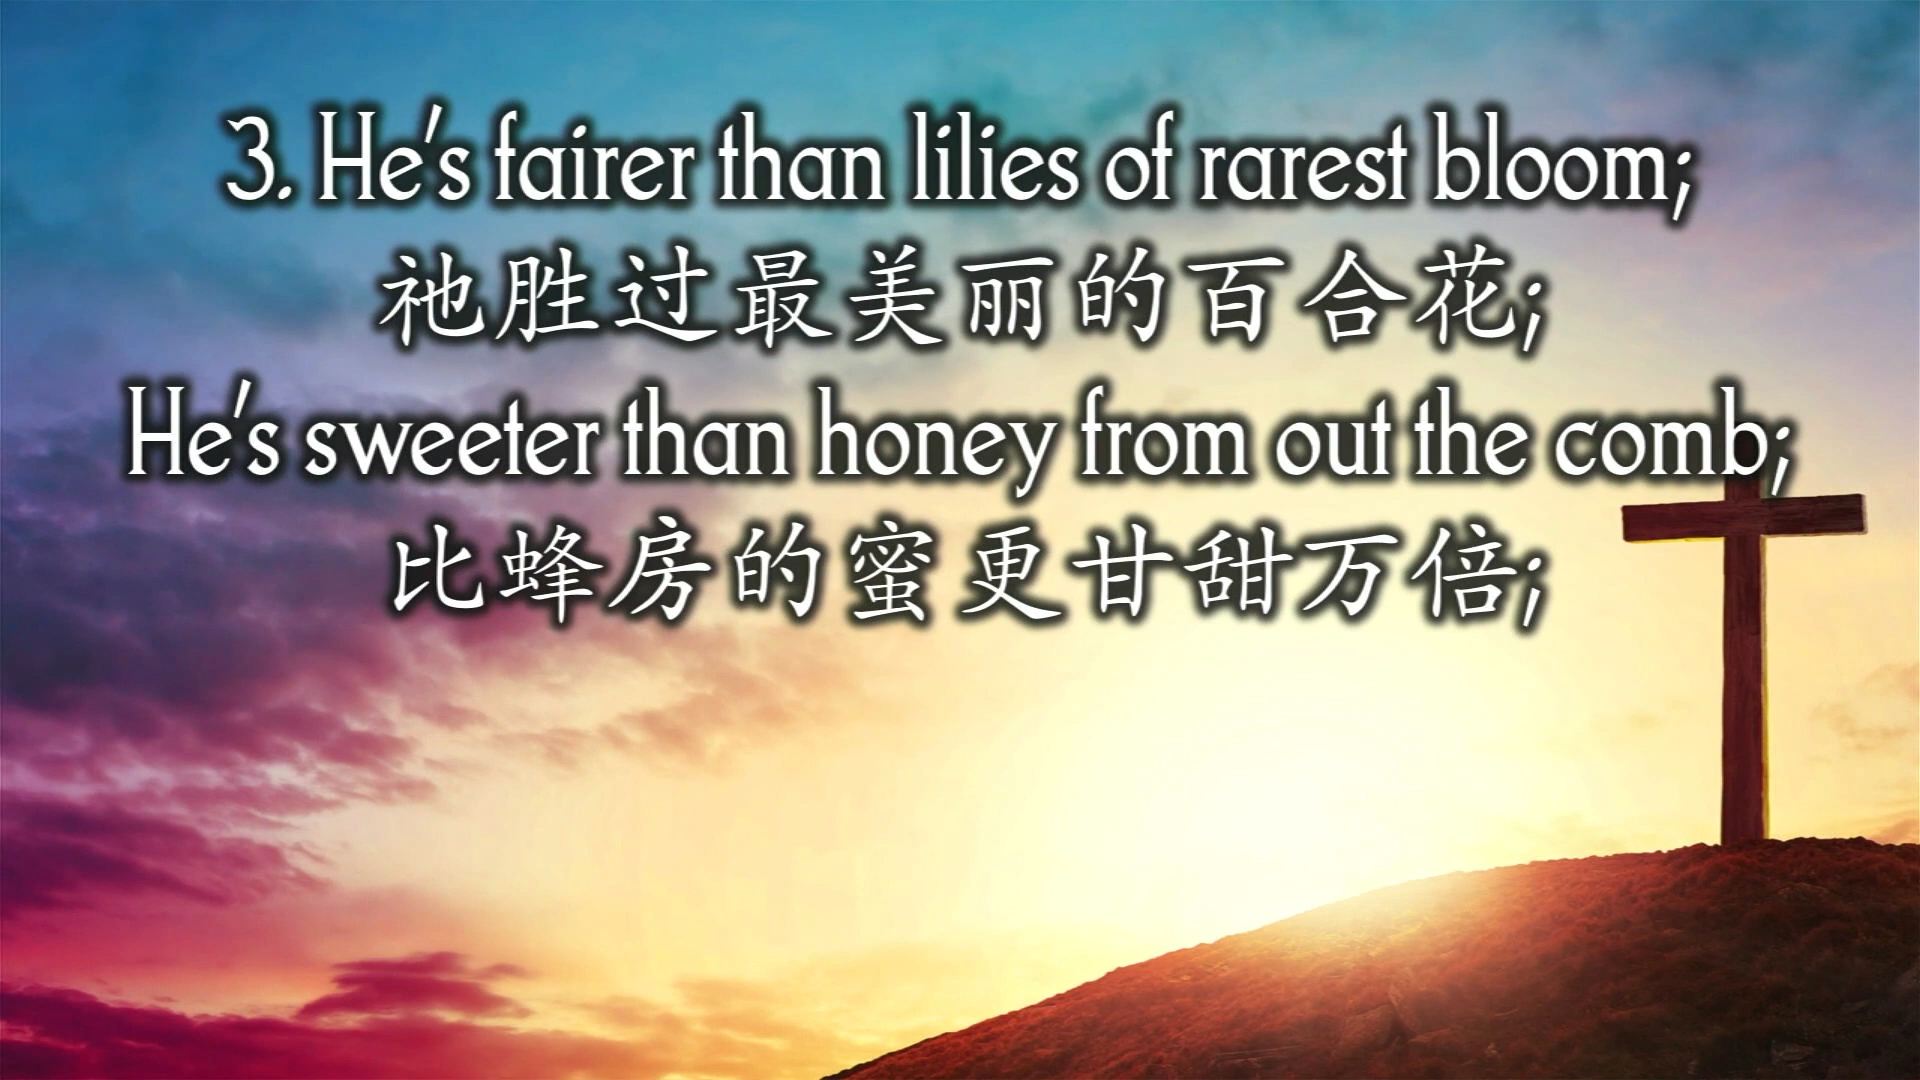 3. He's fairer than lilies of rarest bloom;
祂胜过最美丽的百合花;
He's sweeter than honey from out the comb;
比蜂房的蜜更甘甜万倍;